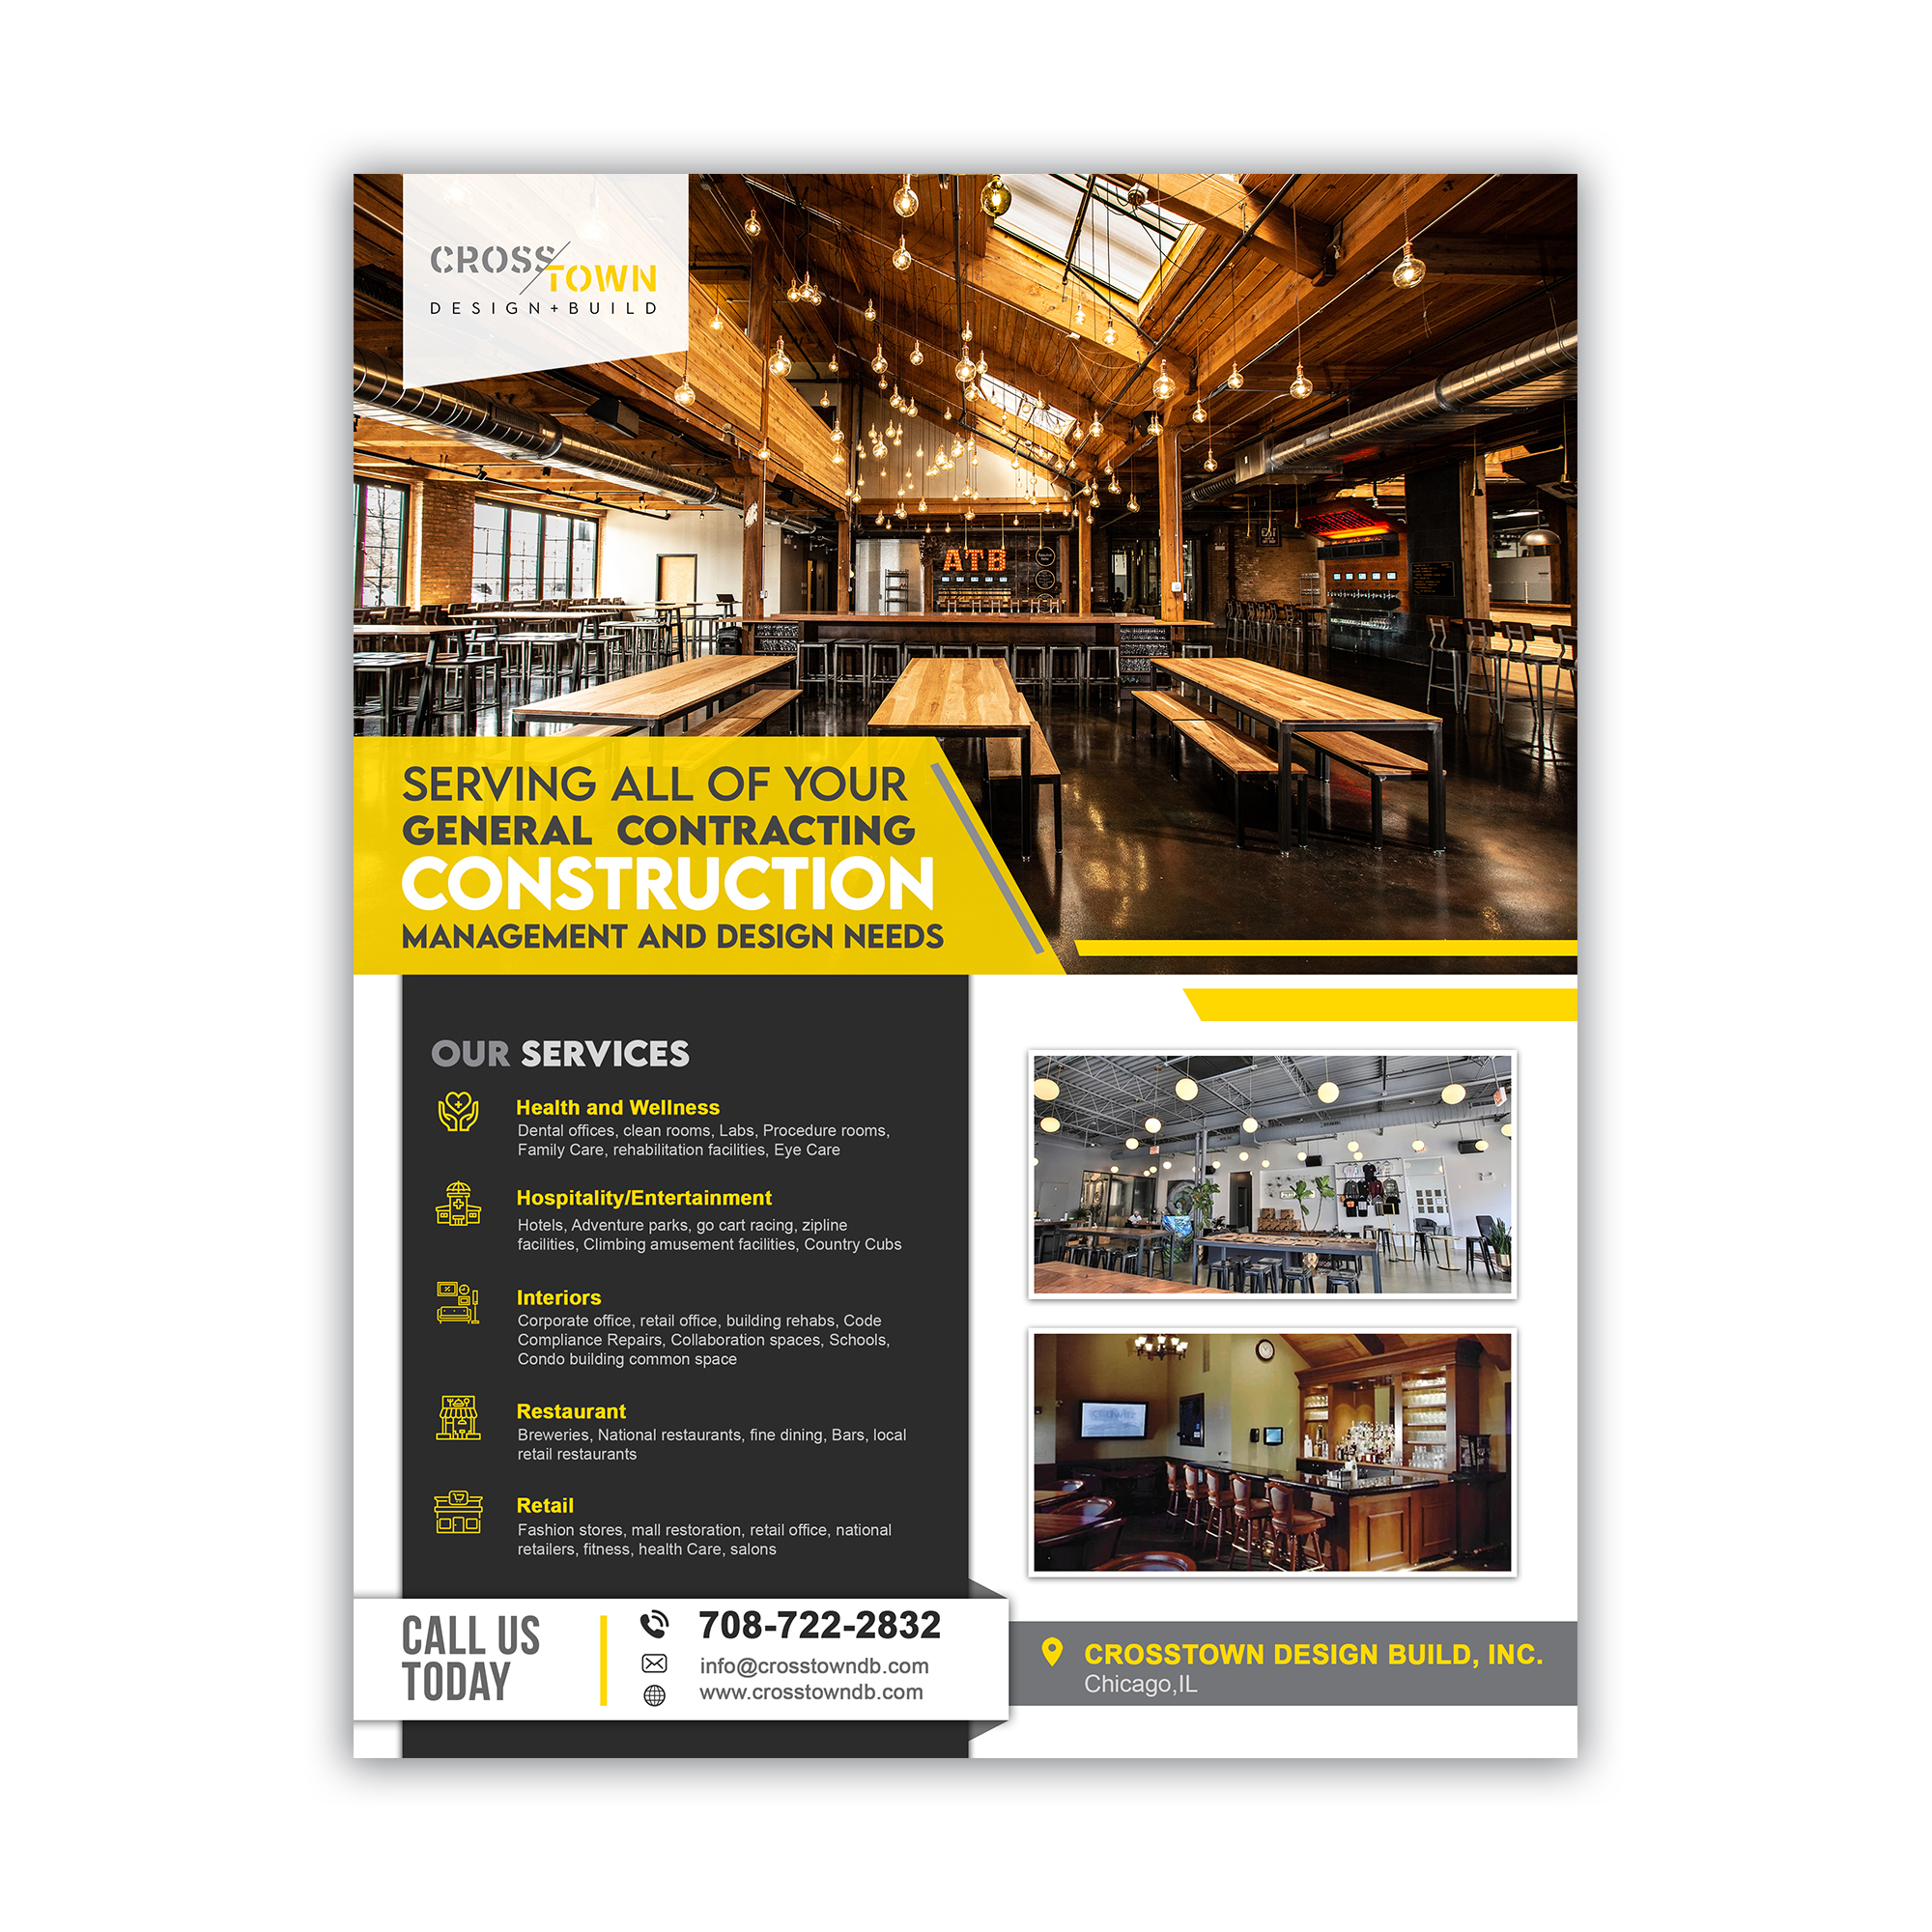 CROSS
TOWN
DESIGN+BUILD
ATB
EXIT
SERVING ALL OF YOUR
GENERAL CONTRACTING
CONSTRUCTION
MANAGEMENT AND DESIGN NEEDS
OUR SERVICES
Health and Wellness
Dental offices, clean rooms, Labs, Procedure rooms,
Family Care, rehabilitation facilities, Eye Care
Hospitality/Entertainment
Hotels, Adventure parks, go cart racing, zipline
facilities, Climbing amusement facilities, Country Cubs
Interiors
Corporate office, retail office, building rehabs, Code
Compliance Repairs, Collaboration spaces, Schools,
Condo building common space
Restaurant
Breweries, National restaurants, fine dining, Bars, local
retail restaurants
Retail
Fashion stores, mall restoration, retail office, national
retailers, fitness, health Care, salons
CALL US
TODAY
708-722-2832
info@crosstowndb.com
www.crosstowndb.com
CROSSTOWN DESIGN BUILD, INC.
Chicago,IL